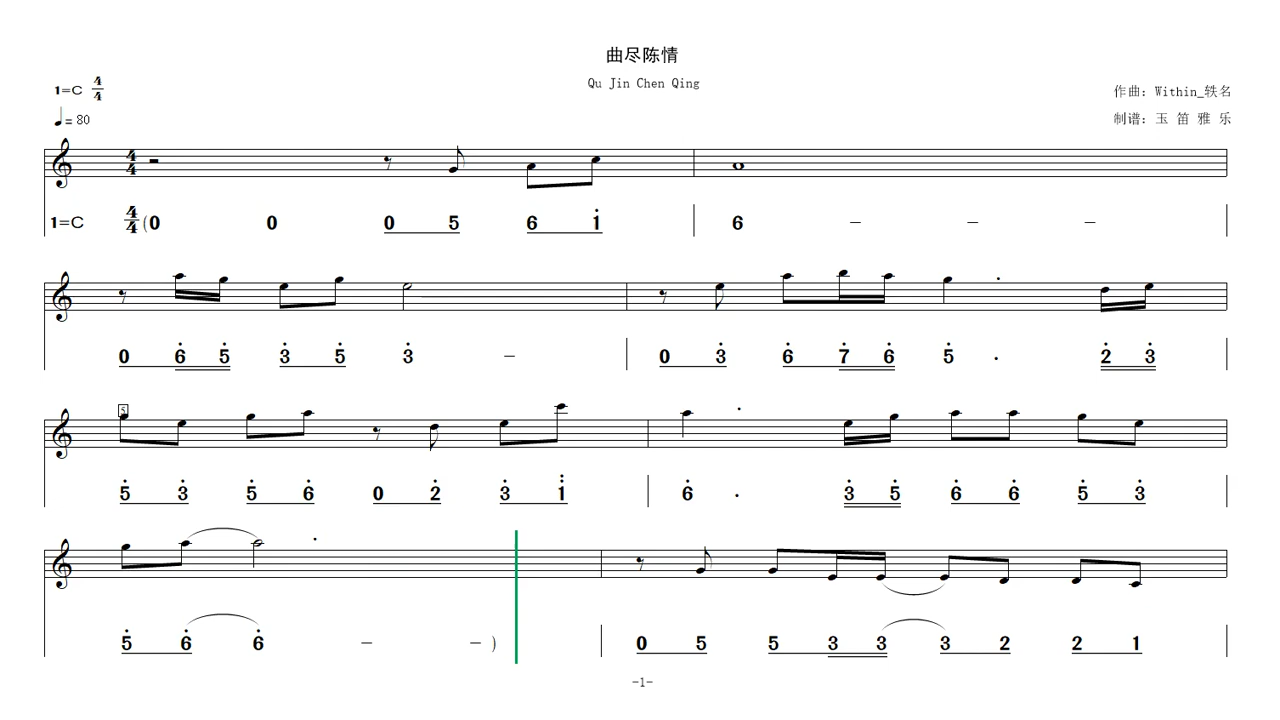 曲尽陈情
Qu Jin Chen Qing
1=C 4/4
作曲: Within_轶名
♩= 80
制谱: 玉 笛 雅 乐
4/4
1=C 4/4 (0 0 0 5 6 1̇ | 6 – – – |
0 6̇ 5̇ 3̇ 5̇ 3̇ – | 0 3̇ 6̇ 7̇ 6̇ 5̇ · 2̇ 3̇ |
5
5̇ 3̇ 5̇ 6̇ 0 2̇ 3̇ 1̈ | 6̇ · 3̇ 5̇ 6̇ 6̇ 5̇ 3̇ |
5̇ 6̇ 6̇ – – ) | 0 5 5 3 3 3 2 2 1 |
-1-